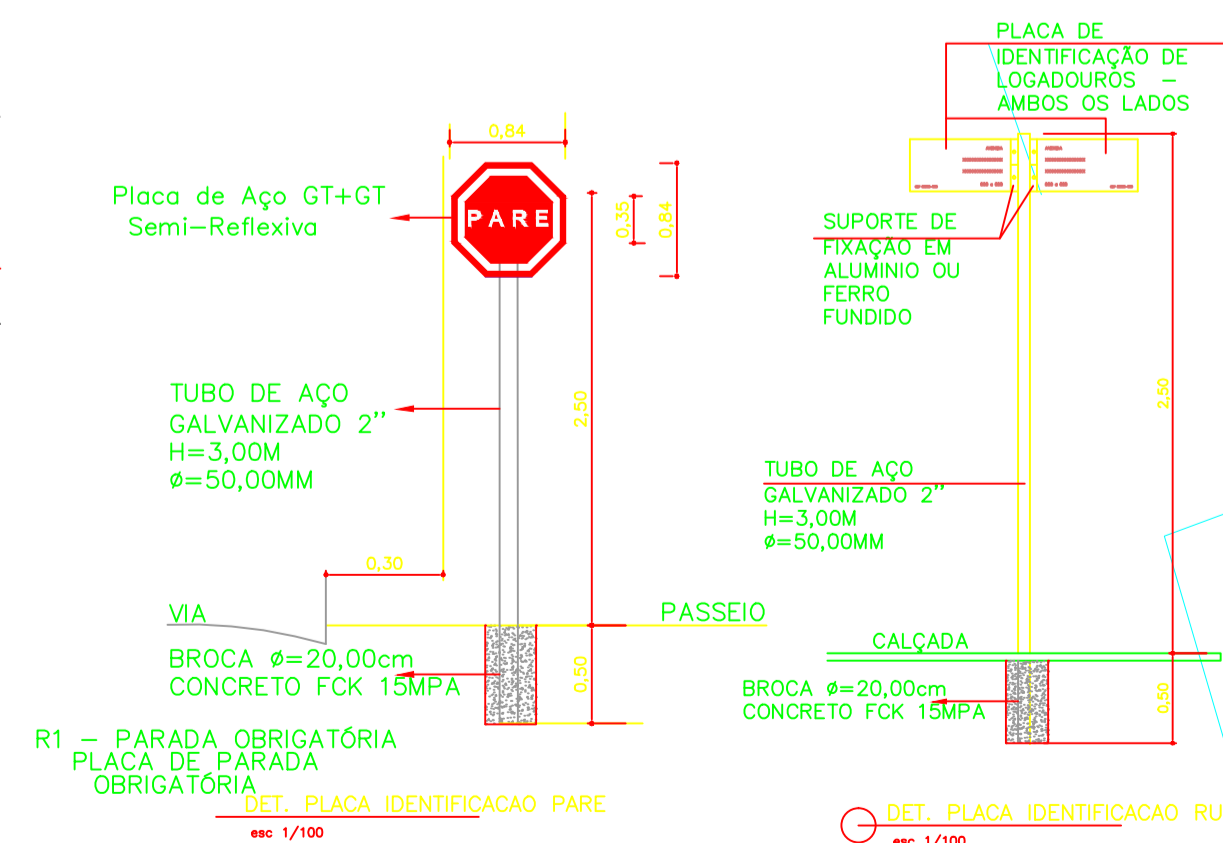 0,84
Placa de Aço GT+GT
Semi-Reflexiva
PARE
0,35
0,84
TUBO DE AÇO
GALVANIZADO 2''
H=3,00M
ø=50,00MM
2,50
0,30
VIA
PASSEIO
BROCA ø=20,00cm
CONCRETO FCK 15MPA
0,50
R1 - PARADA OBRIGATÓRIA
PLACA DE PARADA
OBRIGATÓRIA
DET. PLACA IDENTIFICACAO PARE
esc 1/100
PLACA DE
IDENTIFICAÇÃO DE
LOGADOUROS -
AMBOS OS LADOS
AVENIDA
AVENIDA
SUPORTE DE
FIXAÇÃO EM
ALUMINIO OU
FERRO
FUNDIDO
2,50
TUBO DE AÇO
GALVANIZADO 2''
H=3,00M
ø=50,00MM
CALÇADA
BROCA ø=20,00cm
CONCRETO FCK 15MPA
0,50
DET. PLACA IDENTIFICACAO RU
esc 1/100